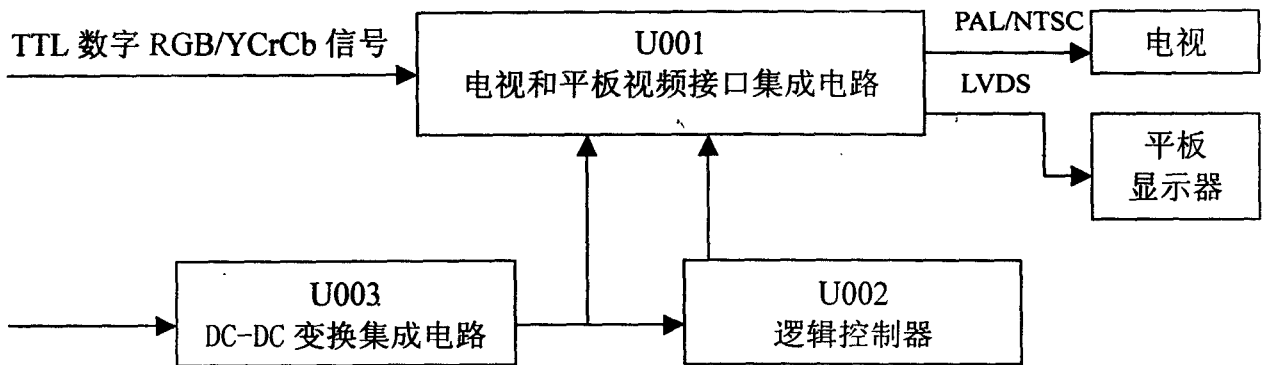 TTL 数字 RGB/YCrCb 信号
U001
电视和平板视频接口集成电路
PAL/NTSC
电视
LVDS
平板
显示器
U003
DC-DC 变换集成电路
U002
逻辑控制器